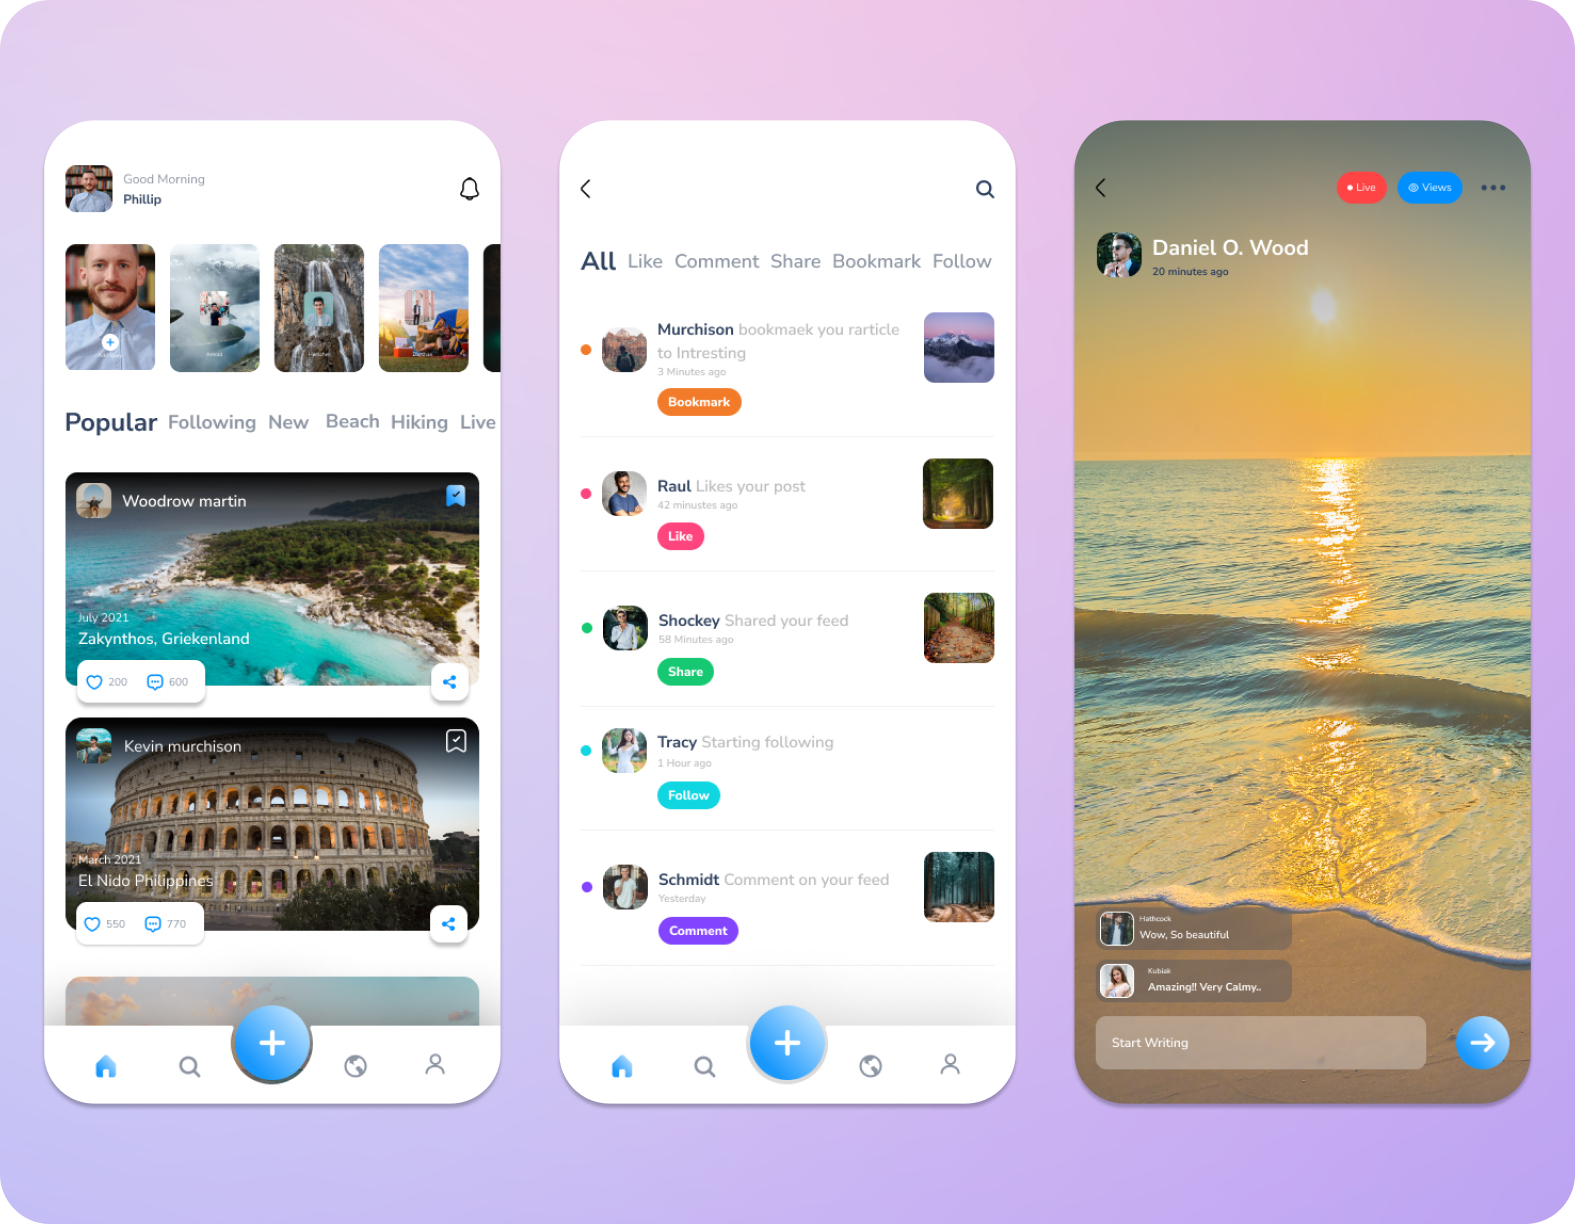 Good Morning
Phillip
Popular Following New Beach Hiking Live
Woodrow martin
July 2021
Zakynthos, Griekenland
200 600
Kevin murchison
March 2021
El Nido Philippines
550 770
All Like Comment Share Bookmark Follow
Murchison bookmaek you rarticle
to Intresting
3 Minutes ago
Bookmark
Raul Likes your post
42 minustes ago
Like
Shockey Shared your feed
58 Minutes ago
Share
Tracy Starting following
1 Hour ago
Follow
Schmidt Comment on your feed
Yesterday
Comment
Live Views
Daniel O. Wood
20 minutes ago
Hathcock
Wow, So beautiful
Kubiak
Amazing!! Very Calmy..
Start Writing